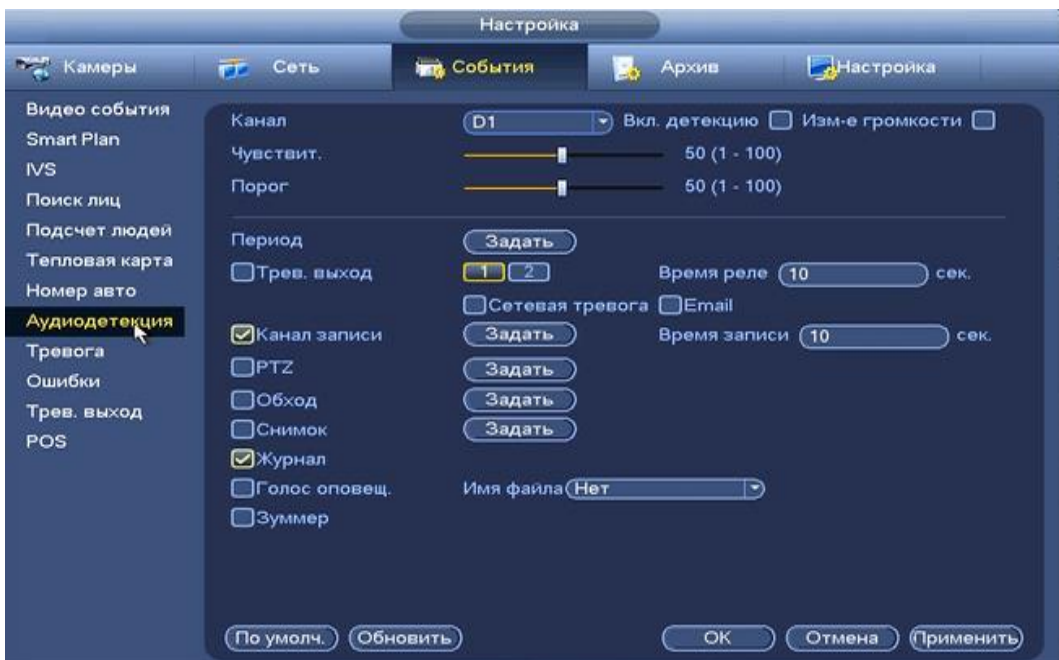 Настройка
Камеры Сеть События Архив Настройка
Видео события
Smart Plan
IVS
Поиск лиц
Подсчет людей
Тепловая карта
Номер авто
Аудиодетекция
Тревога
Ошибки
Трев. выход
POS
Канал D1 Вкл. детекцию Изм-е громкости
Чувствит. 50 (1 - 100)
Порог 50 (1 - 100)
Период Задать
Трев. выход 1 2 Время реле 10 сек.
Сетевая тревога Email
Канал записи Задать Время записи 10 сек.
PTZ Задать
Обход Задать
Снимок Задать
Журнал
Голос оповещ. Имя файла Нет
Зуммер
По умолч. Обновить OK Отмена Применить